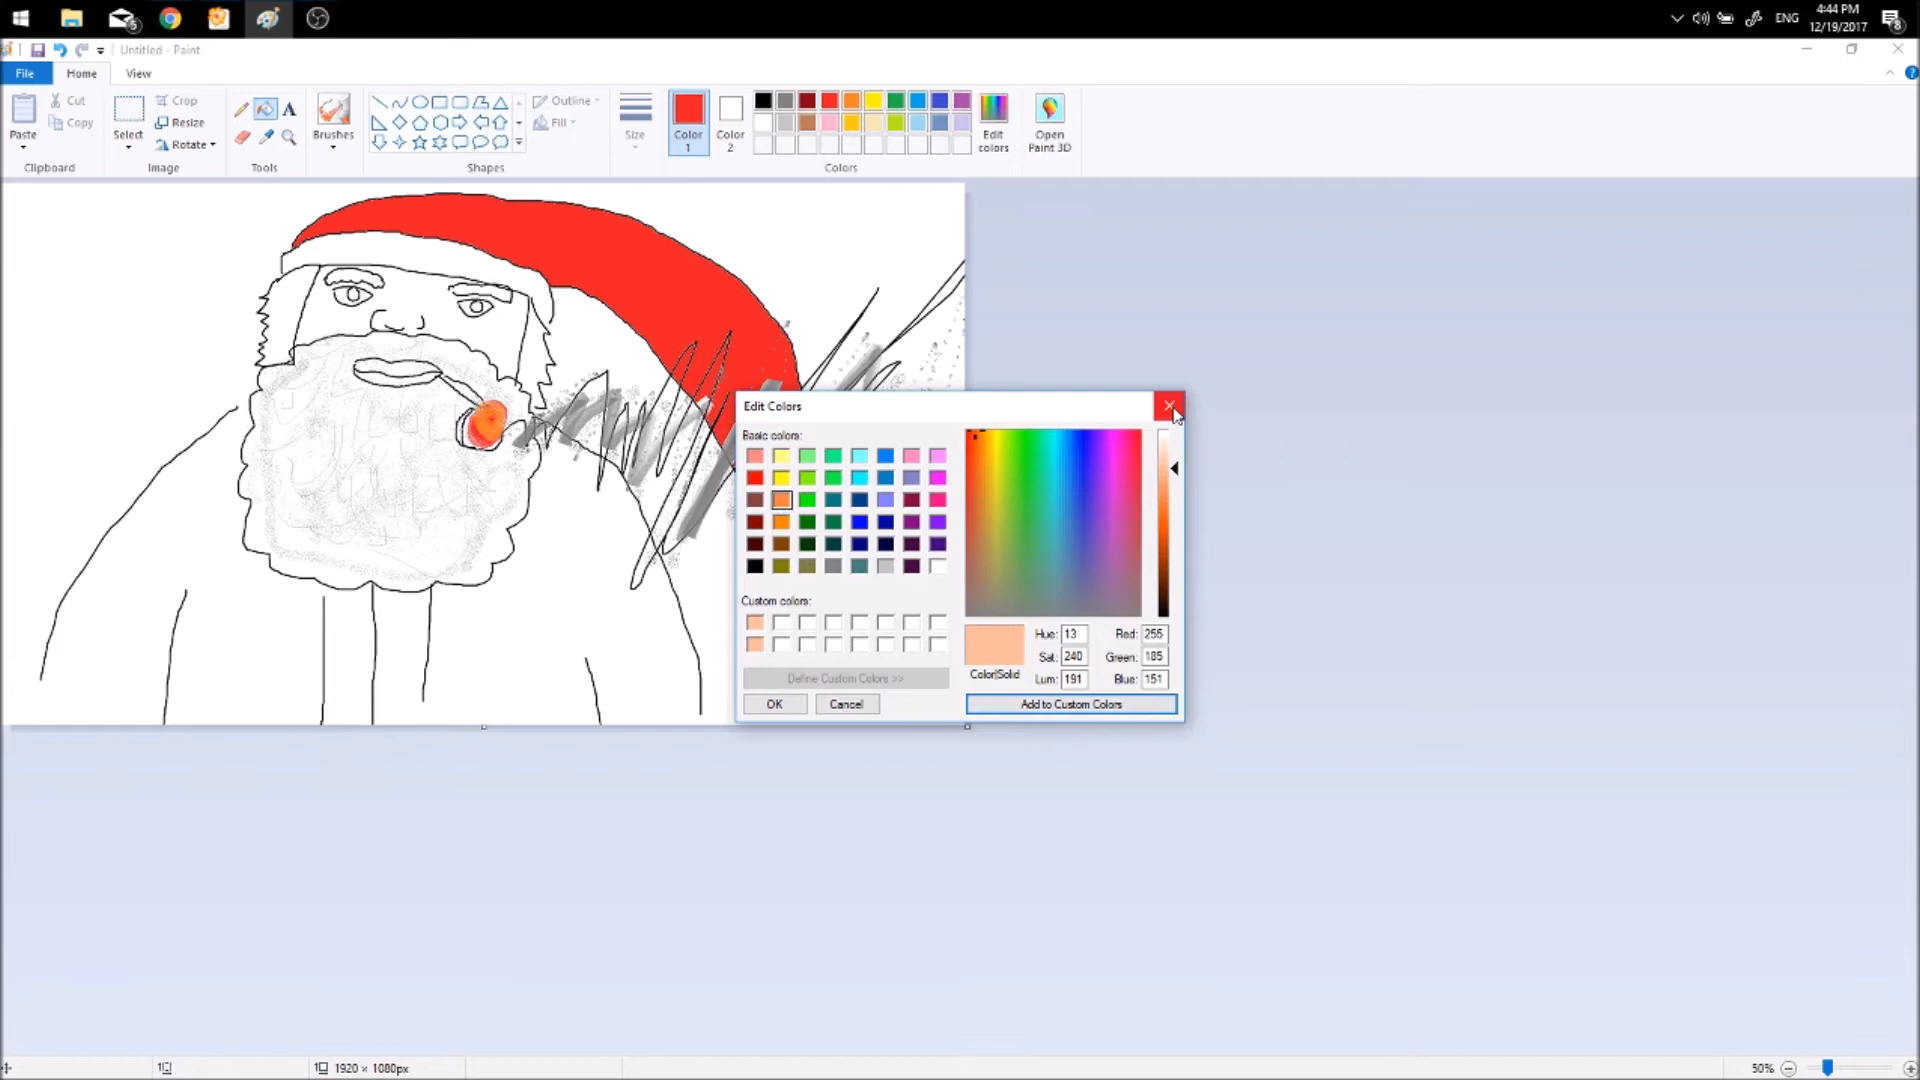 4:44 PM
ENG
12/19/2017
5
8
Untitled - Paint
File
Home
View
Cut
Crop
Outline
Copy
Resize
Fill
Paste
Select
Rotate
Brushes
Size
Color
1
Color
2
Edit
colors
Open
Paint 3D
Clipboard
Image
Tools
Shapes
Colors
A
Edit Colors
Basic colors:
Custom colors:
Hue: 13
Red: 255
Sat: 240
Green: 185
Color|Solid
Lum: 191
Blue: 151
Define Custom Colors >>
OK
Cancel
Add to Custom Colors
1920 × 1080px
50%